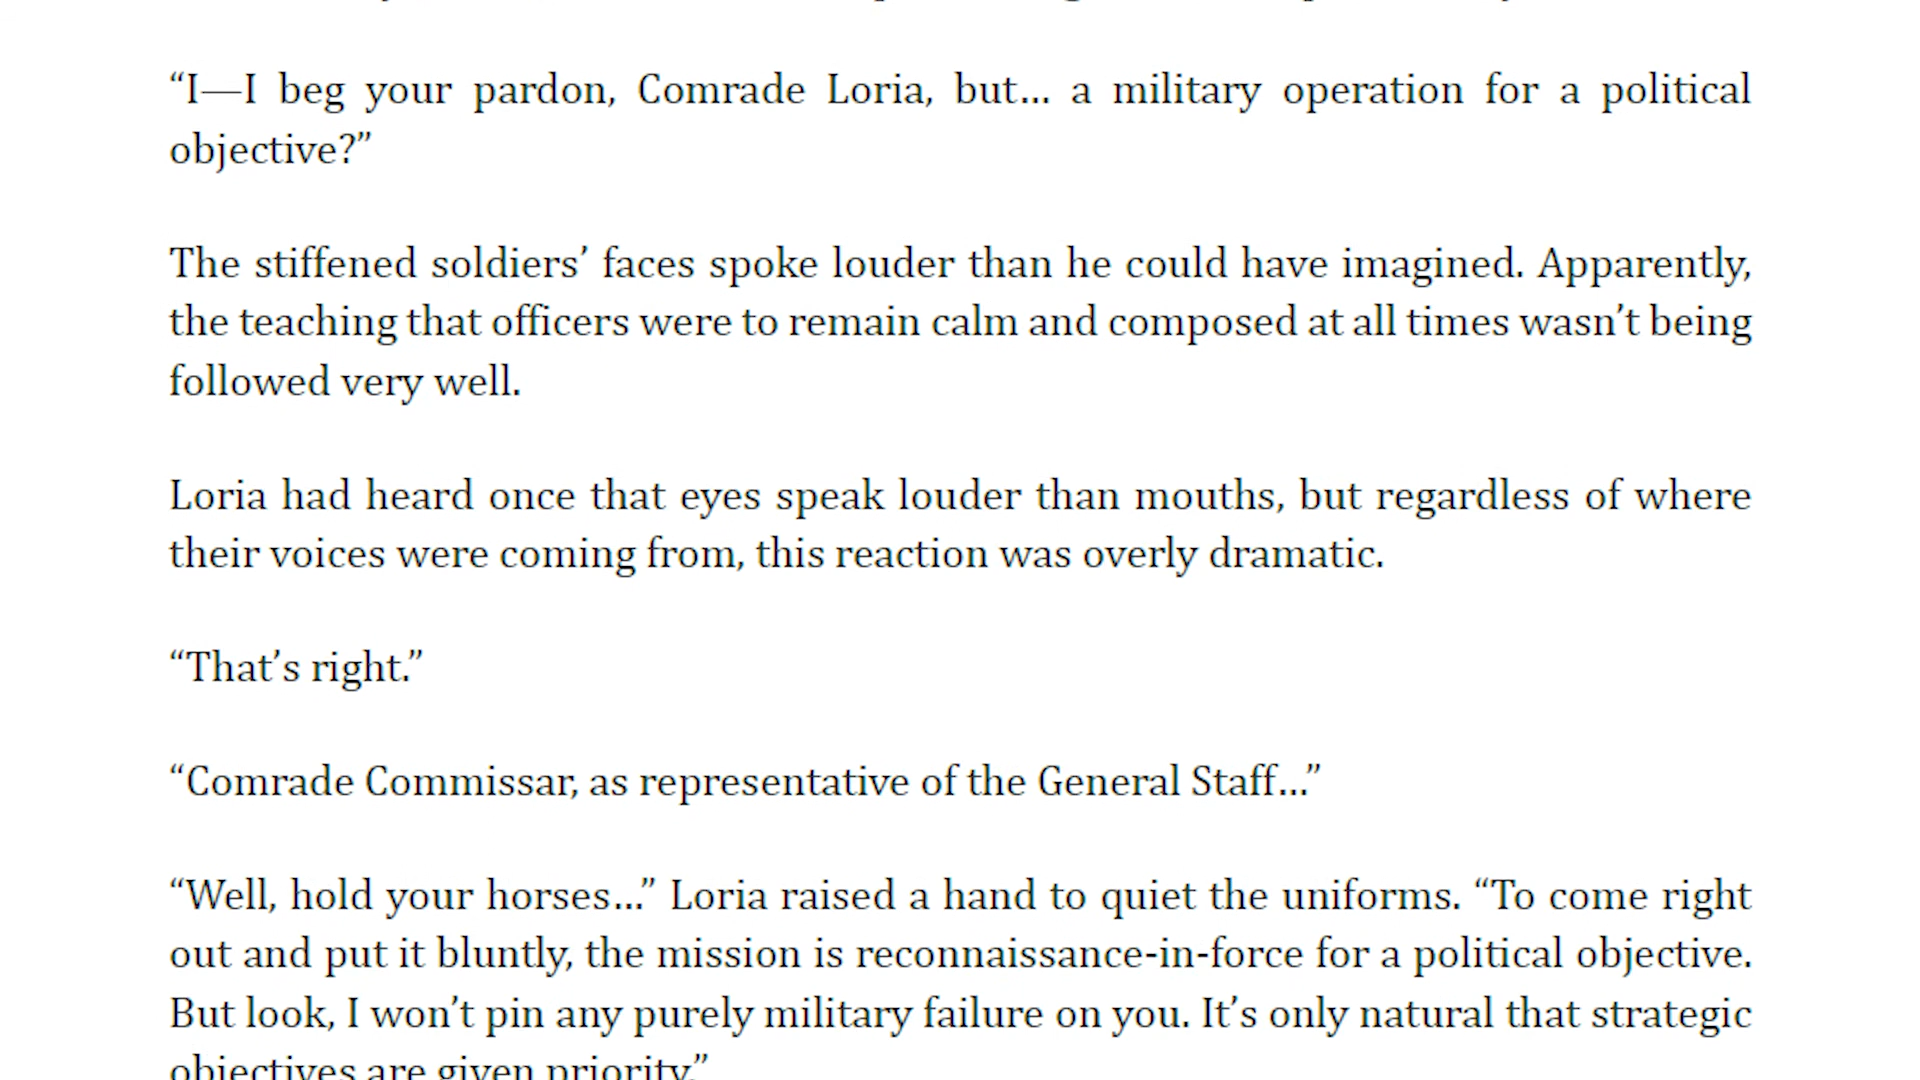 “I—I beg your pardon, Comrade Loria, but… a military operation for a political
objective?”
The stiffened soldiers’ faces spoke louder than he could have imagined. Apparently,
the teaching that officers were to remain calm and composed at all times wasn’t being
followed very well.
Loria had heard once that eyes speak louder than mouths, but regardless of where
their voices were coming from, this reaction was overly dramatic.
“That’s right.”
“Comrade Commissar, as representative of the General Staff…”
“Well, hold your horses…” Loria raised a hand to quiet the uniforms. “To come right
out and put it bluntly, the mission is reconnaissance-in-force for a political objective.
But look, I won’t pin any purely military failure on you. It’s only natural that strategic
objectives are given priority.”